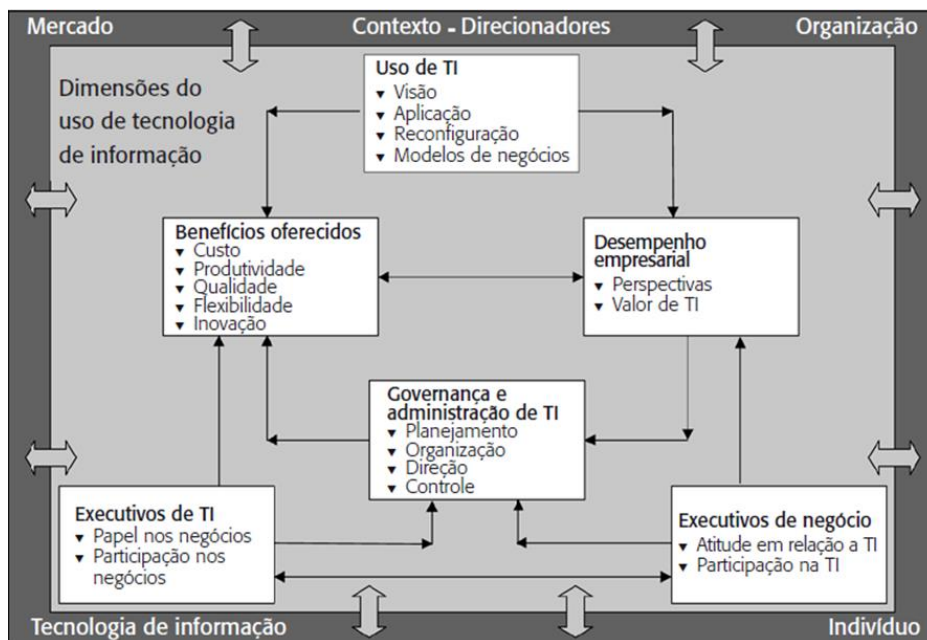 Mercado
Contexto - Direcionadores
Organização
Dimensões do
uso de tecnologia
de informação
Uso de TI
▼ Visão
▼ Aplicação
▼ Reconfiguração
▼ Modelos de negócios
Benefícios oferecidos
▼ Custo
▼ Produtividade
▼ Qualidade
▼ Flexibilidade
▼ Inovação
Desempenho
empresarial
▼ Perspectivas
▼ Valor de TI
Governança e
administração de TI
▼ Planejamento
▼ Organização
▼ Direção
▼ Controle
Executivos de TI
▼ Papel nos negócios
▼ Participação nos
negócios
Executivos de negócio
▼ Atitude em relação a TI
▼ Participação na TI
Tecnologia de informação
Indivíduo